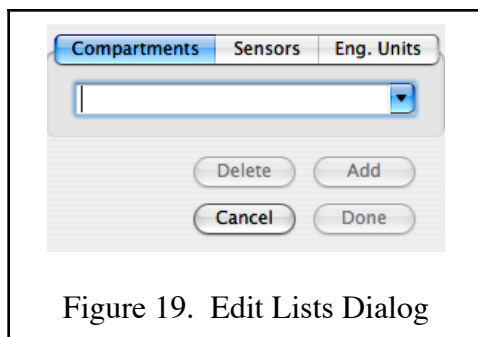 Compartments Sensors Eng. Units
Delete Add
Cancel Done
Figure 19. Edit Lists Dialog